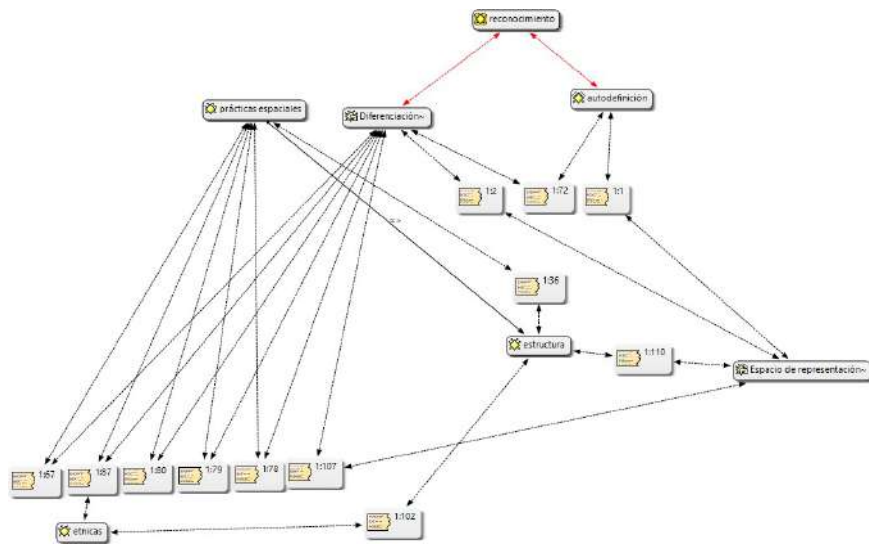 reconocimiento
prácticas espaciales
Diferenciación~
autodefinición
1:2
1:72
1:1
=>
1:36
estructura
1:110
Espacio de representación~
1:67
1:87
1:80
1:79
1:78
1:107
1:102
etnicas